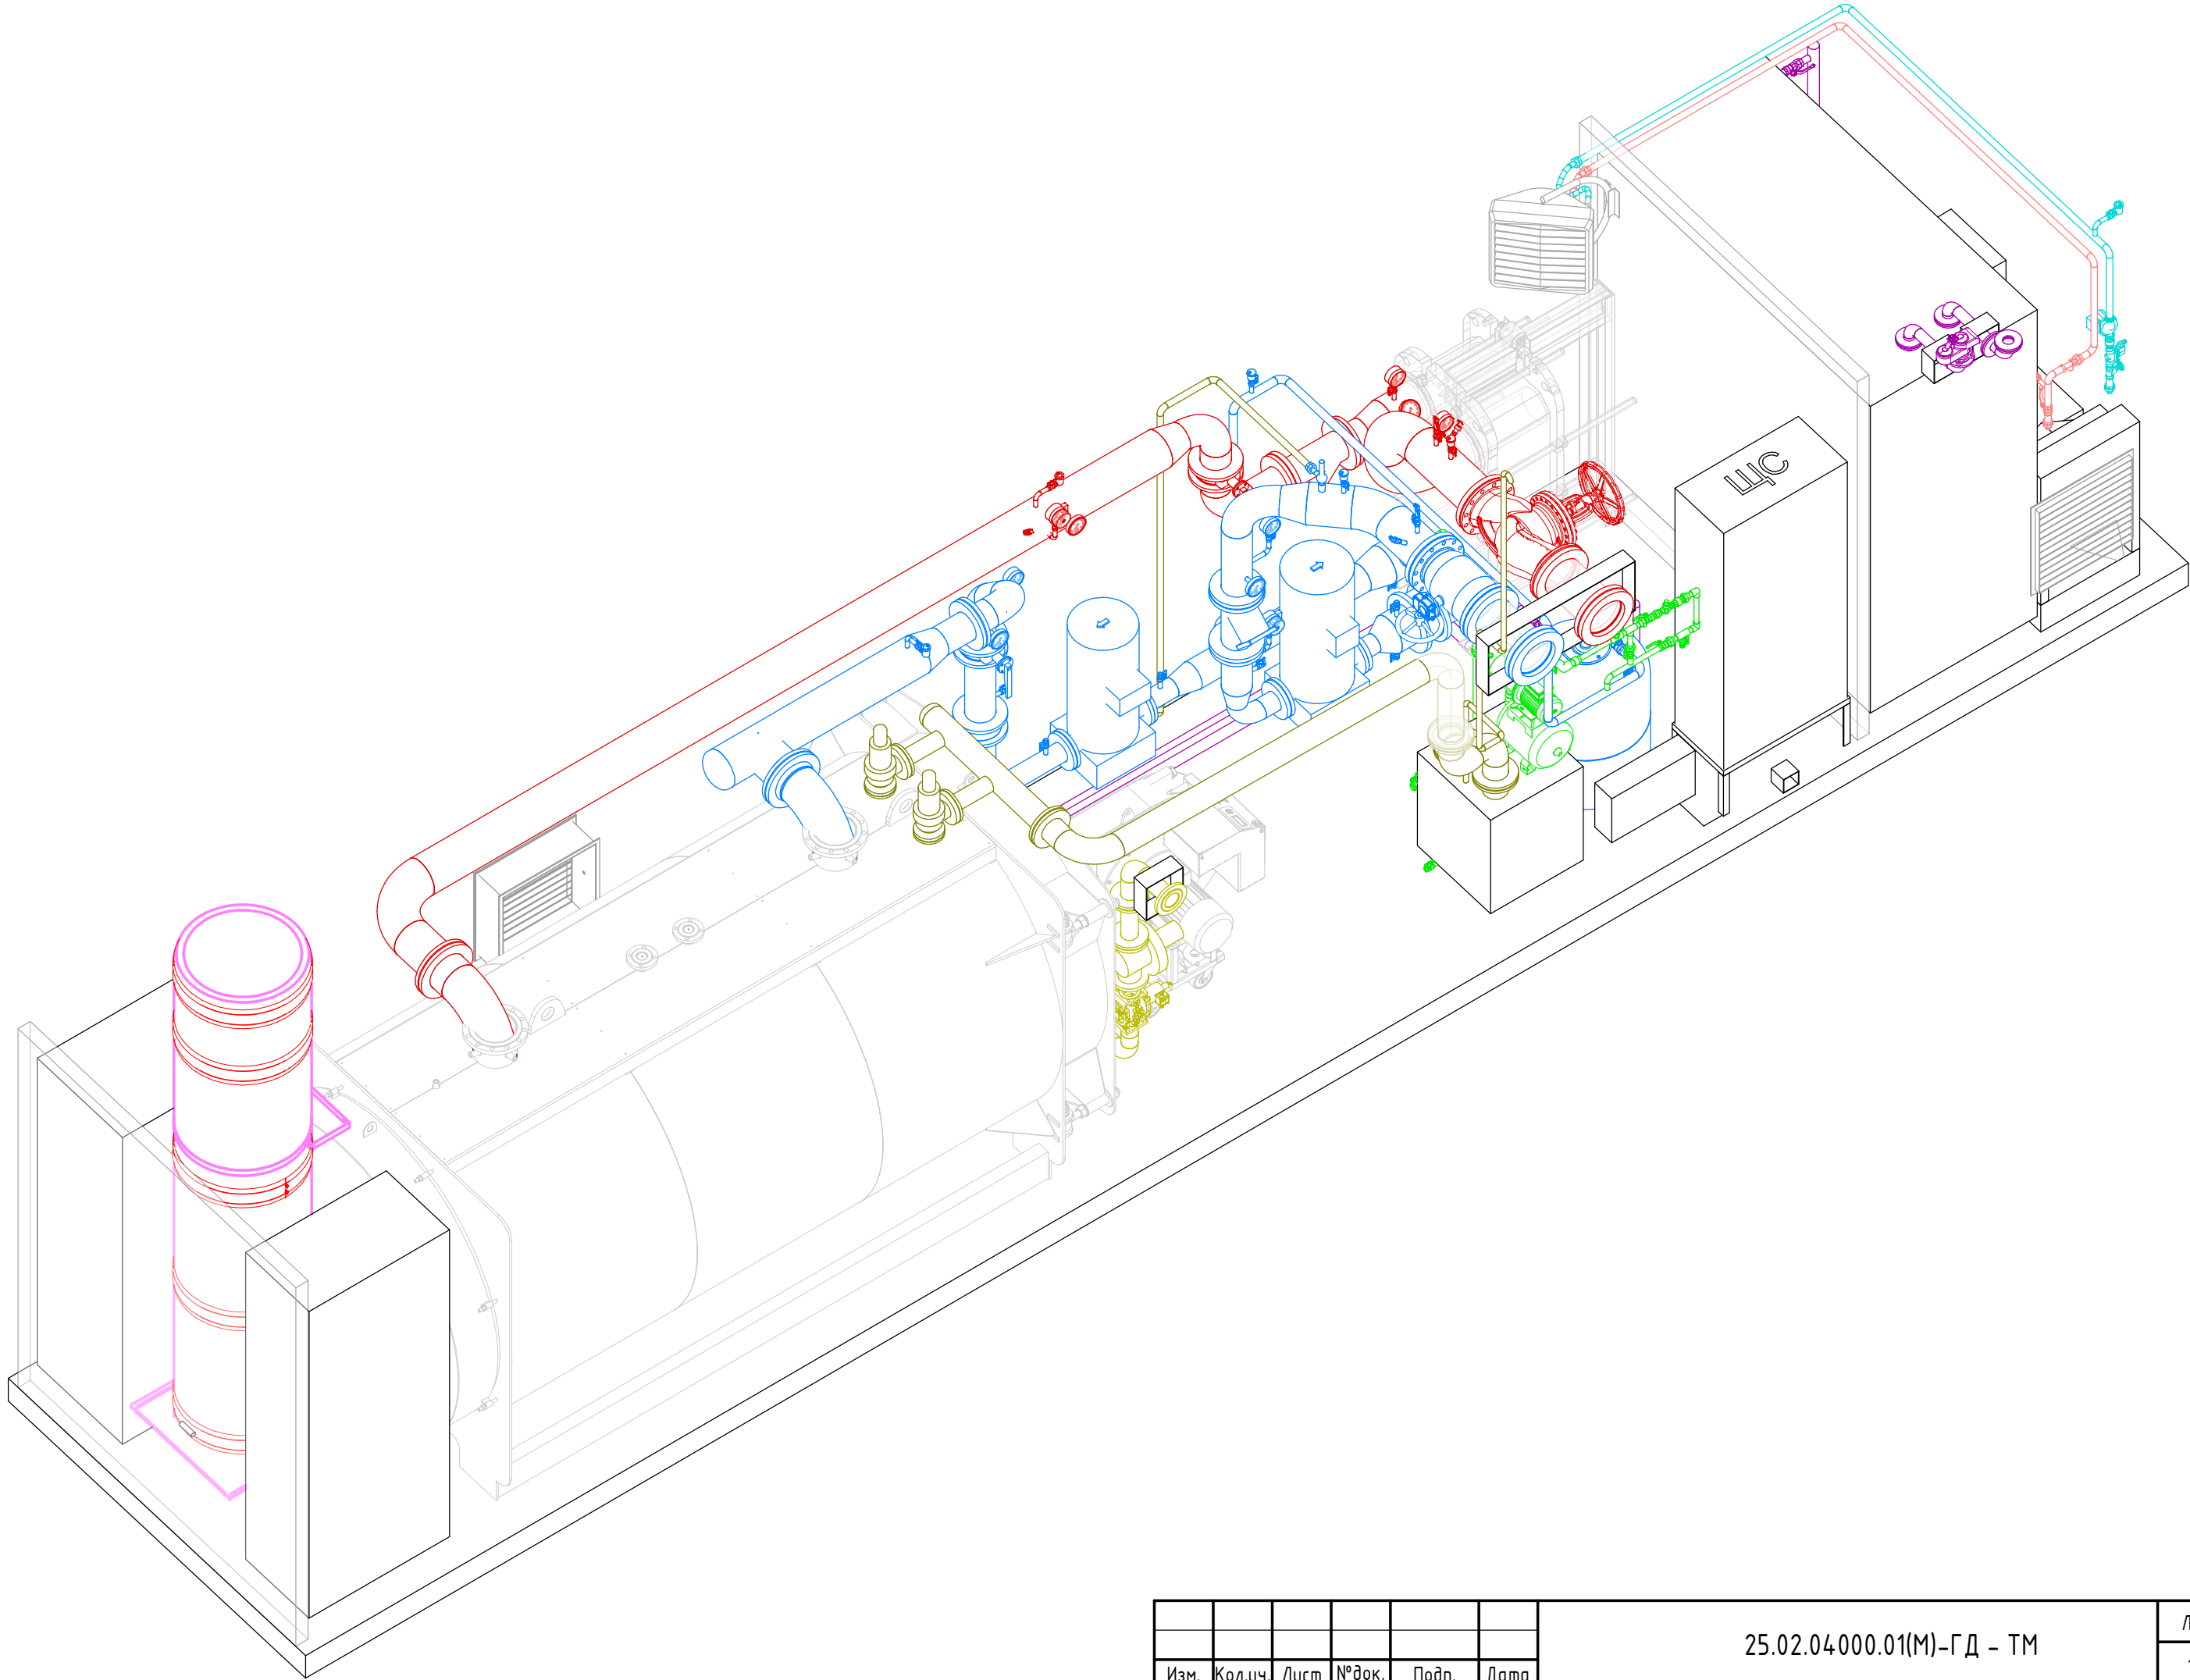 ЩС
25.02.04000.01(М)-ГД - ТМ
Изм. Кол.уч. Лист №док. Подп. Дата